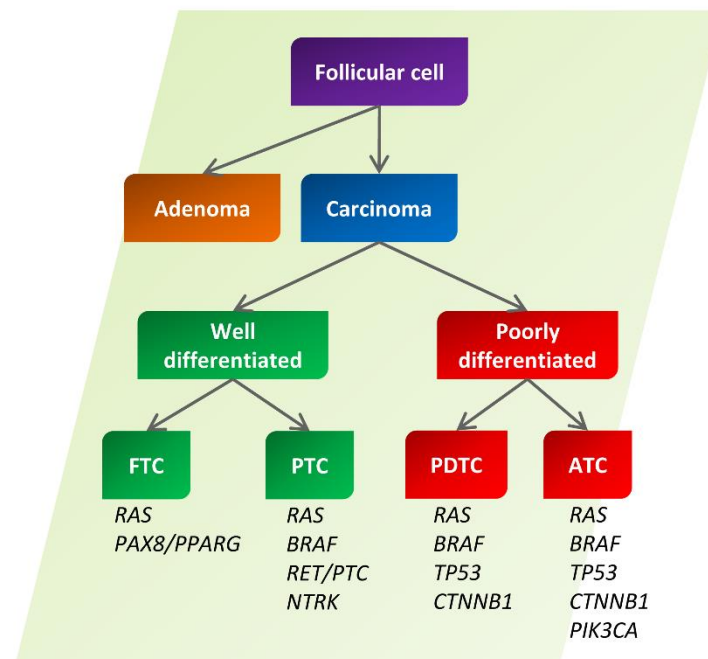 Follicular cell
Adenoma
Carcinoma
Well
differentiated
Poorly
differentiated
FTC
PTC
PDTC
ATC
RAS
PAX8/PPARG
RAS
BRAF
RET/PTC
NTRK
RAS
BRAF
TP53
CTNNB1
RAS
BRAF
TP53
CTNNB1
PIK3CA